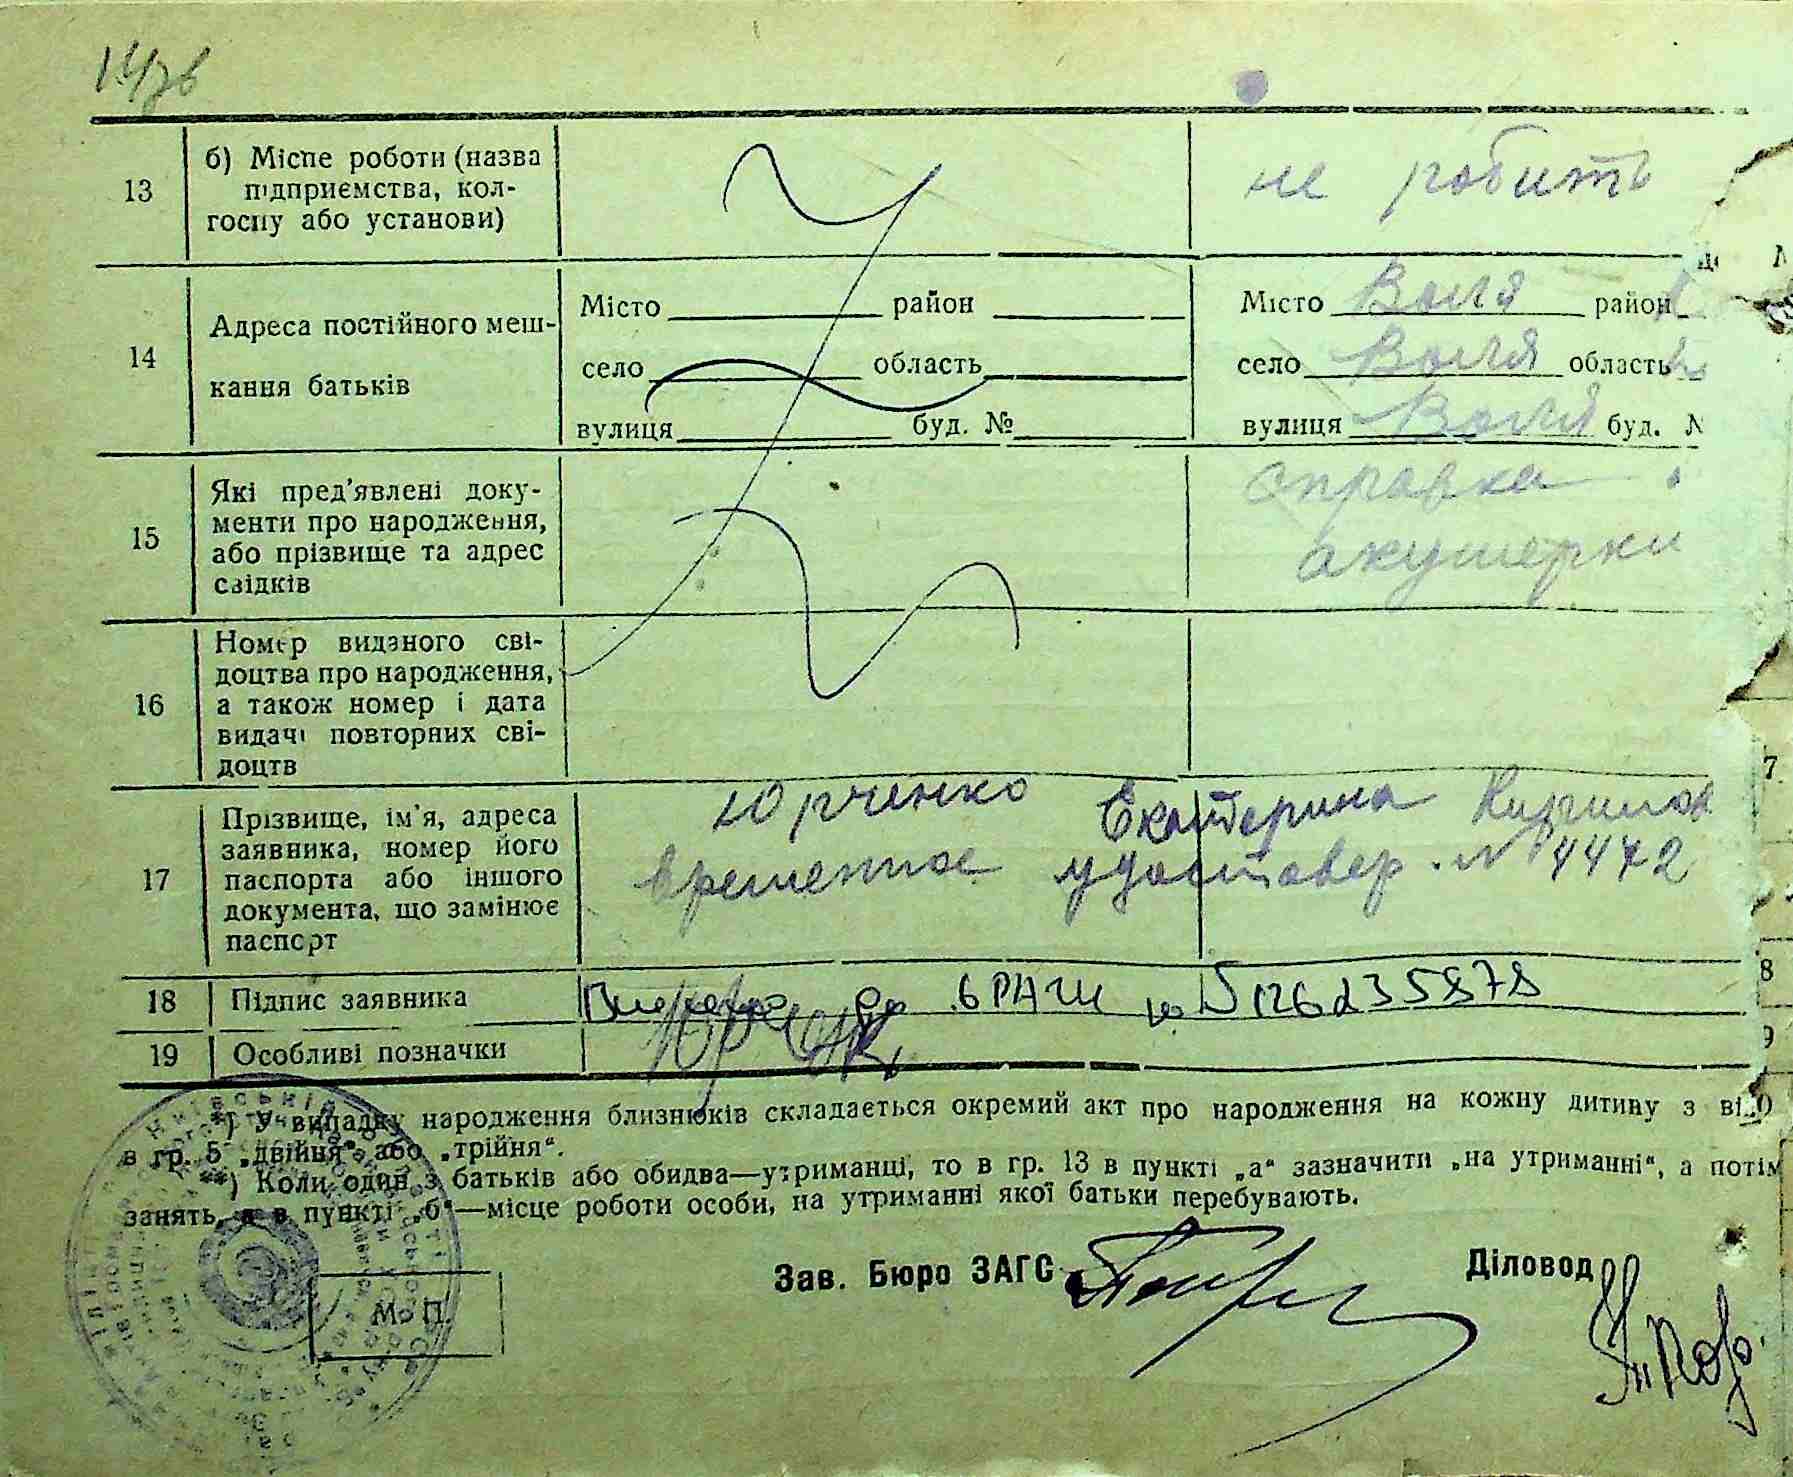 13
б) Місце роботи (назва
підприємства, кол-
госпу або установи)
не робить
14
Адреса постійного меш-
кання батьків
Місто район
село область
вулиця буд. №
Місто Воля район
село Воля область
вулиця Воля буд. №
15
Які пред'явлені доку-
менти про народження,
або прізвище та адрес
свідків
справка
акушерки
16
Номер виданого сві-
доцтва про народження,
а також номер і дата
видачі повторних сві-
доцтв
17
Прізвище, ім'я, адреса
заявника, номер його
паспорта або іншого
документа, що замінює
паспорт
Юрченко Екатерина
временное удостовер. № 4472
18 Підпис заявника
19 Особливі позначки
*) У випадку народження близнюків складається окремий акт про народження на кожну дитину з
в гр. 5 „двійня" або „трійня".
**) Коли один з батьків або обидва—утриманці, то в гр. 13 в пункті „а" зазначити „на утриманні", а потім
занять, а в пункті „б"—місце роботи особи, на утриманні якої батьки перебувають.
Зав. Бюро ЗАГС
Діловод
М. П.